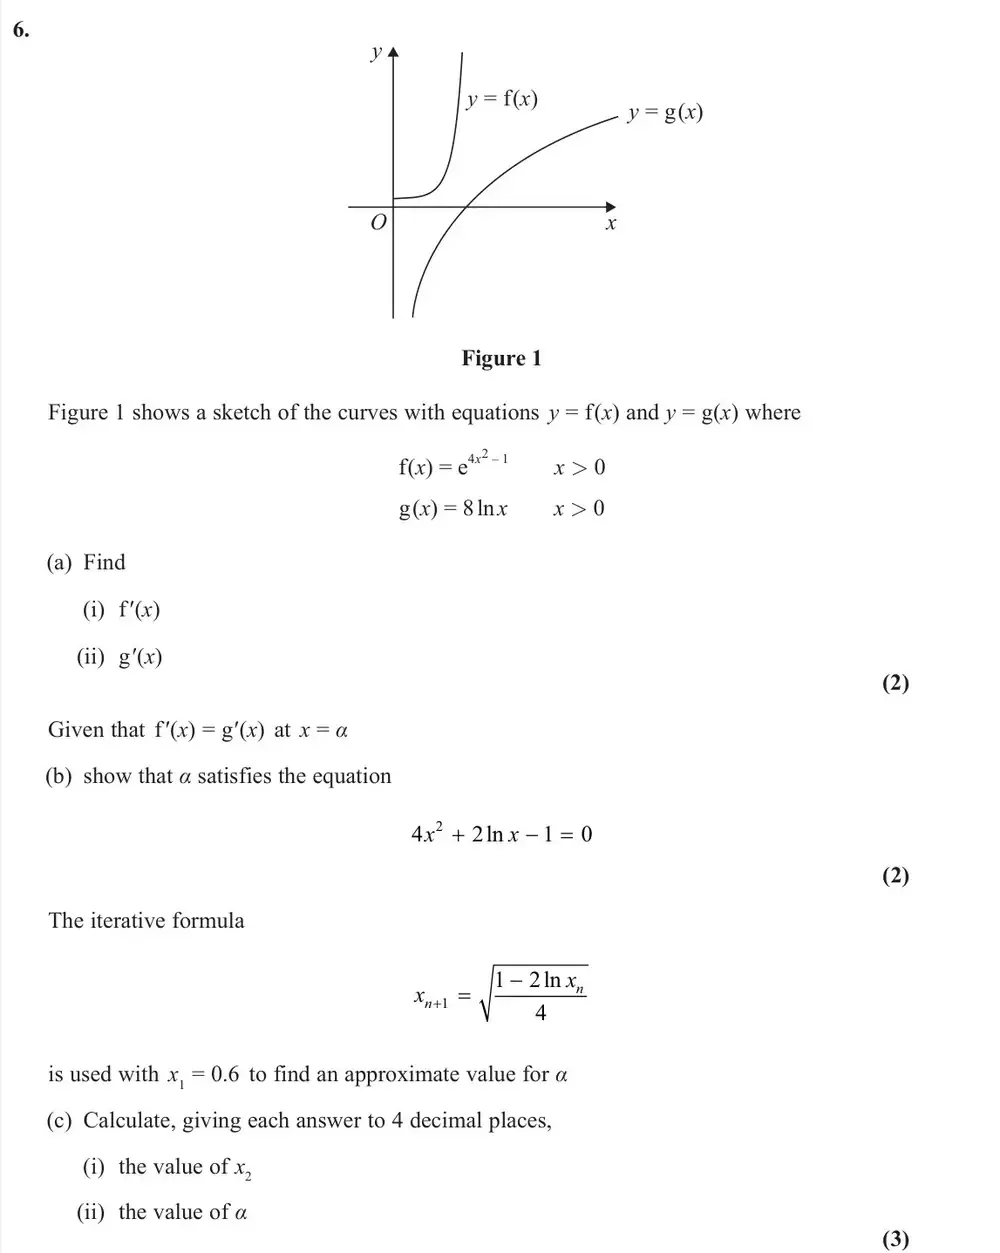 6.
y
y = f(x)
y = g(x)
O
x
Figure 1
Figure 1 shows a sketch of the curves with equations y = f(x) and y = g(x) where
f(x) = e^{4x² – 1} x > 0
g(x) = 8 ln x x > 0
(a) Find
(i) f′(x)
(ii) g′(x)
(2)
Given that f′(x) = g′(x) at x = α
(b) show that α satisfies the equation
4x² + 2 ln x – 1 = 0
(2)
The iterative formula
xₙ₊₁ = √((1 – 2 ln xₙ)/4)
is used with x₁ = 0.6 to find an approximate value for α
(c) Calculate, giving each answer to 4 decimal places,
(i) the value of x₂
(ii) the value of α
(3)